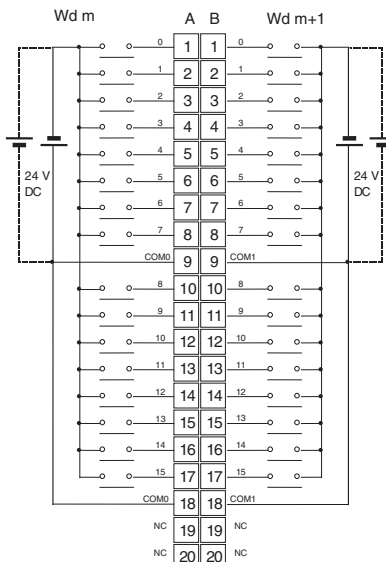 Wd m A B Wd m+1
0 1 1 0
1 2 2 1
2 3 3 2
3 4 4 3
4 5 5 4
24 V DC
24 V DC
5 6 6 5
6 7 7 6
7 8 8 7
COM0 9 9 COM1
8 10 10 8
9 11 11 9
10 12 12 10
11 13 13 11
12 14 14 12
13 15 15 13
14 16 16 14
15 17 17 15
COM0 18 18 COM1
NC 19 19 NC
NC 20 20 NC